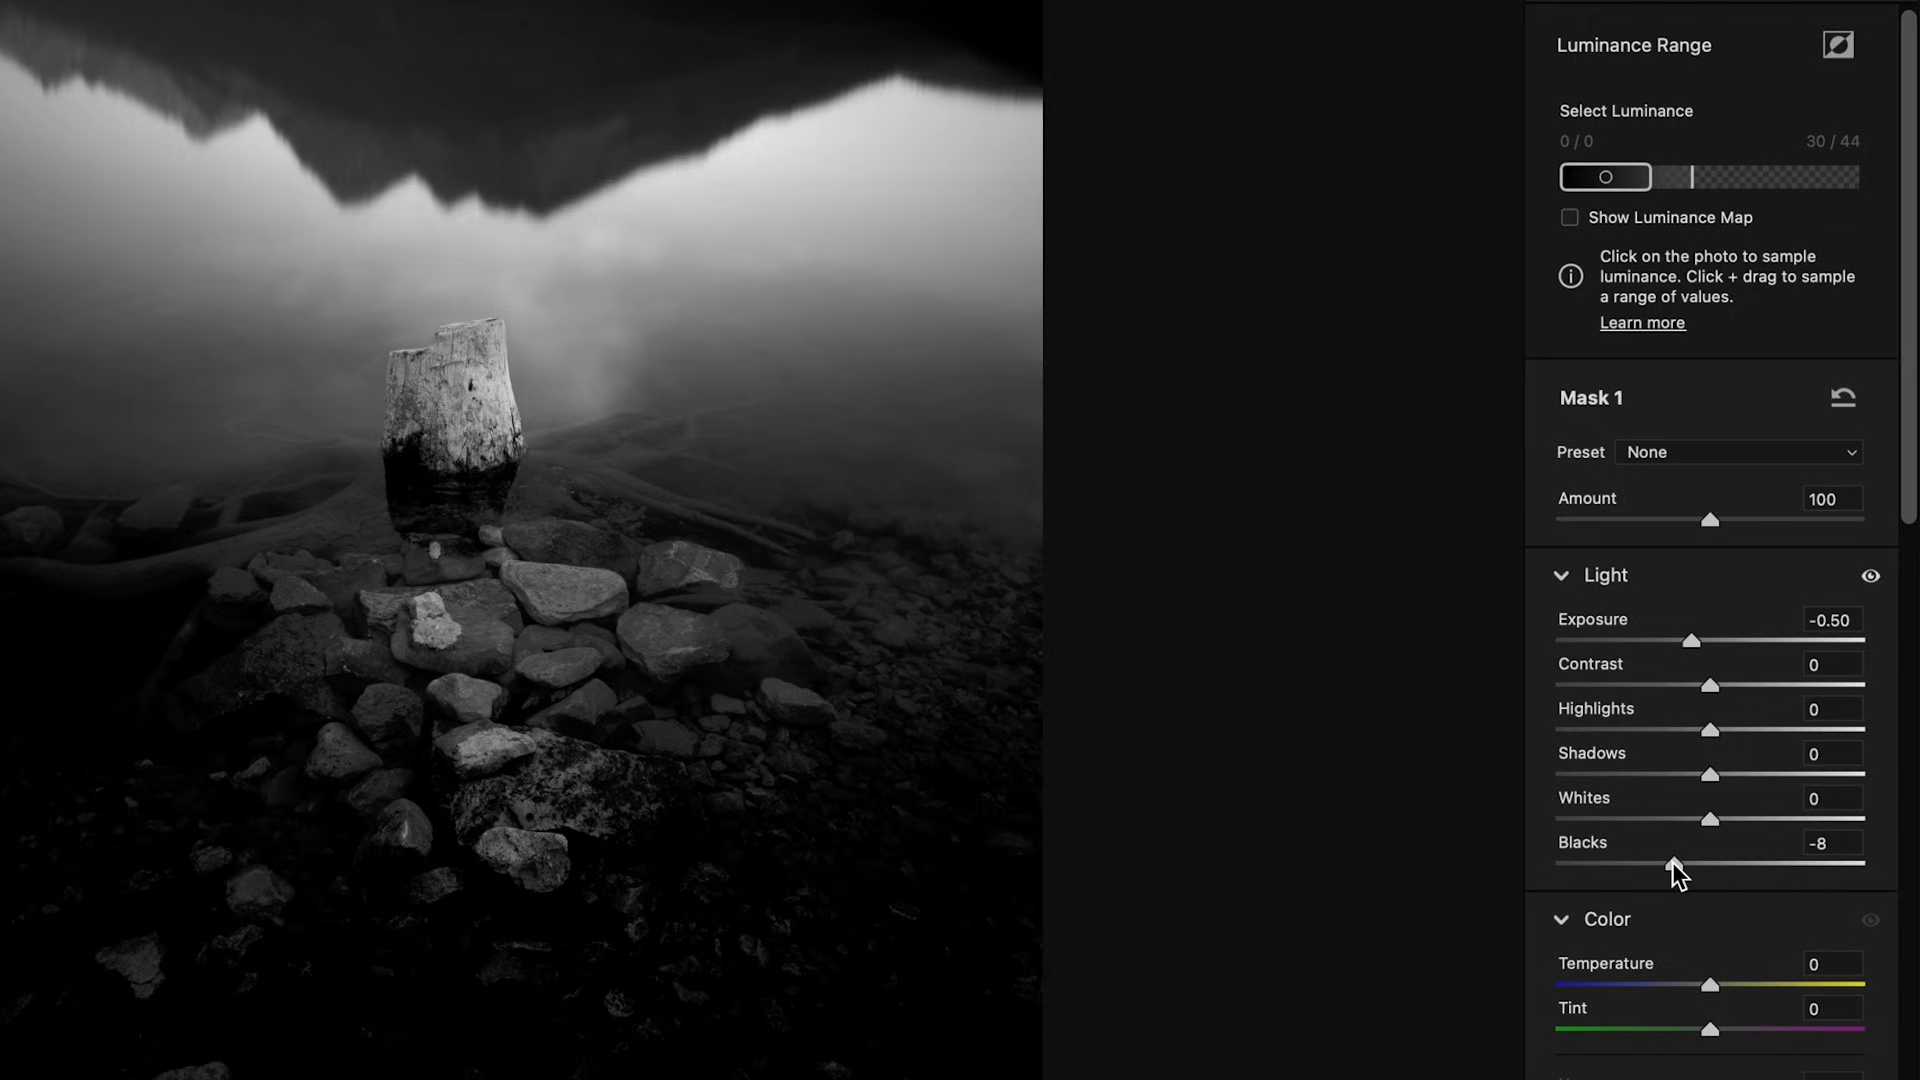 Luminance Range
Select Luminance
0 / 0 30 / 44
Show Luminance Map
Click on the photo to sample
luminance. Click + drag to sample
a range of values.
Learn more
Mask 1
Preset None
Amount 100
Light
Exposure -0.50
Contrast 0
Highlights 0
Shadows 0
Whites 0
Blacks -8
Color
Temperature 0
Tint 0